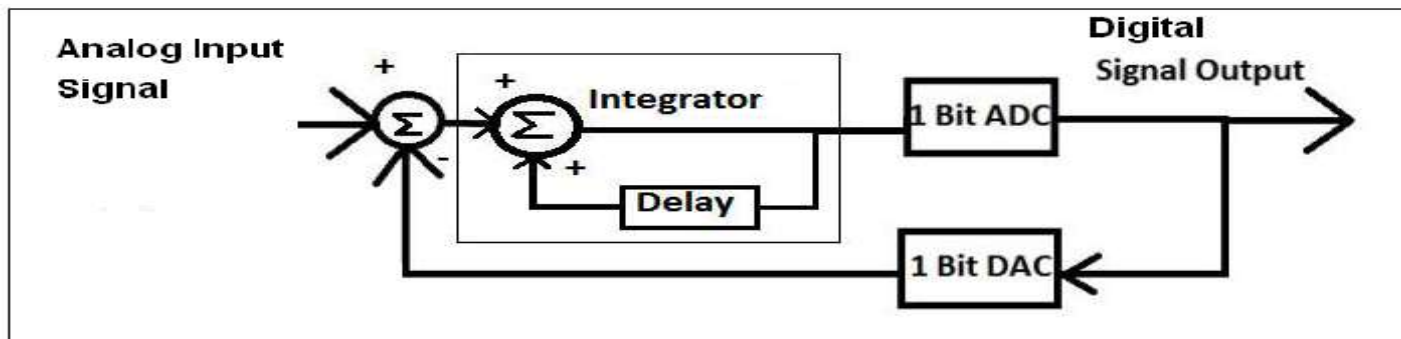 Analog Input
Signal
+
Σ
-
+
Σ
+
Integrator
Delay
1 Bit ADC
Digital
Signal Output
1 Bit DAC